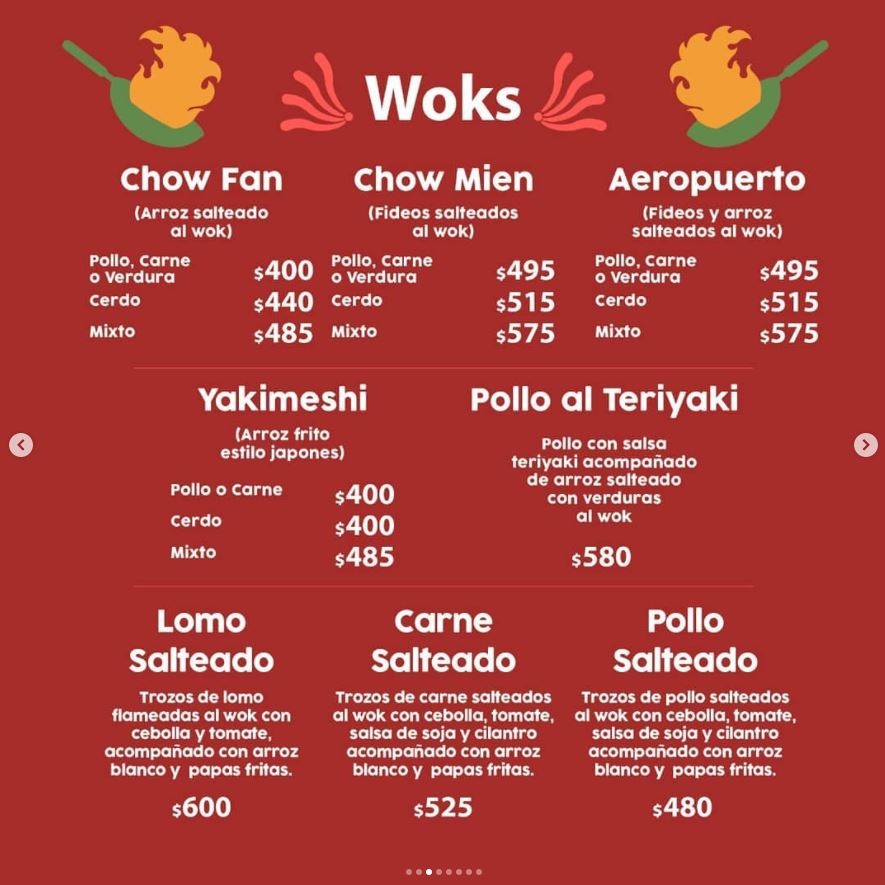 Woks
Chow Fan
(Arroz salteado
al wok)
Pollo, Carne
o Verdura $400
Cerdo $440
Mixto $485
Chow Mien
(Fideos salteados
al wok)
Pollo, Carne
o Verdura $495
Cerdo $515
Mixto $575
Aeropuerto
(Fideos y arroz
salteados al wok)
Pollo, Carne
o Verdura $495
Cerdo $515
Mixto $575
Yakimeshi
(Arroz frito
estilo japones)
Pollo o Carne $400
Cerdo $400
Mixto $485
Pollo al Teriyaki
Pollo con salsa
teriyaki acompañado
de arroz salteado
con verduras
al wok
$580
Lomo
Salteado
Trozos de lomo
flameadas al wok con
cebolla y tomate,
acompañado con arroz
blanco y papas fritas.
$600
Carne
Salteado
Trozos de carne salteados
al wok con cebolla, tomate,
salsa de soja y cilantro
acompañado con arroz
blanco y papas fritas.
$525
Pollo
Salteado
Trozos de pollo salteados
al wok con cebolla, tomate,
salsa de soja y cilantro
acompañado con arroz
blanco y papas fritas.
$480